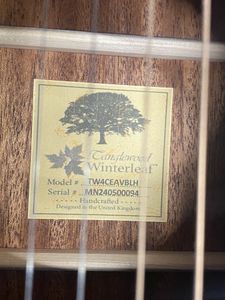 Tanglewood
Winterleaf
Model # TW4CEAVBLH
Serial # MN240500094
Handcrafted
Designed in the United Kingdom